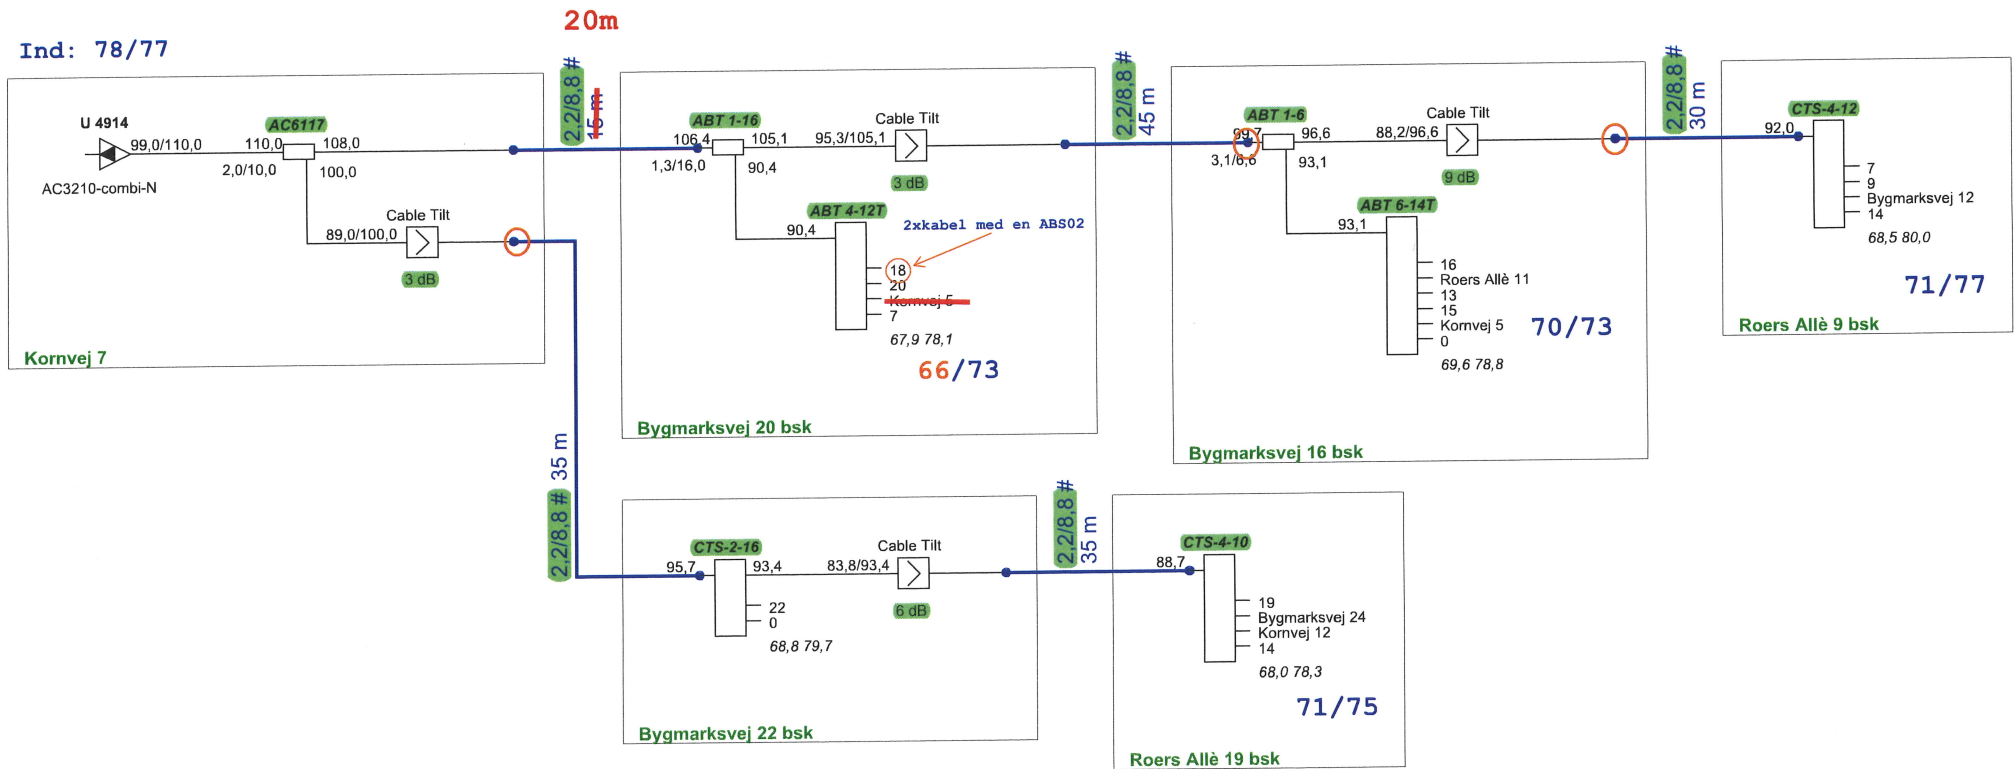 20m
Ind: 78/77
U 4914
99,0/110,0
AC3210-combi-N
AC6117
110,0
108,0
2,0/10,0
100,0
Cable Tilt
89,0/100,0
3 dB
Kornvej 7
2,2/8,8 #
15 m
ABT 1-16
106,4
105,1
1,3/16,0
90,4
Cable Tilt
95,3/105,1
3 dB
ABT 4-12T
90,4
2xkabel med en ABS02
18
20
Kornvej 5
7
67,9 78,1
66/73
Bygmarksvej 20 bsk
2,2/8,8 #
45 m
ABT 1-6
99,7
96,6
3,1/6,6
93,1
Cable Tilt
88,2/96,6
9 dB
ABT 6-14T
93,1
16
Roers Allè 11
13
15
Kornvej 5
0
69,6 78,8
70/73
Bygmarksvej 16 bsk
2,2/8,8 #
30 m
CTS-4-12
92,0
7
9
Bygmarksvej 12
14
68,5 80,0
71/77
Roers Allè 9 bsk
2,2/8,8 #
35 m
CTS-2-16
95,7
93,4
Cable Tilt
83,8/93,4
6 dB
22
0
68,8 79,7
Bygmarksvej 22 bsk
2,2/8,8 #
35 m
CTS-4-10
88,7
19
Bygmarksvej 24
Kornvej 12
14
68,0 78,3
71/75
Roers Allè 19 bsk